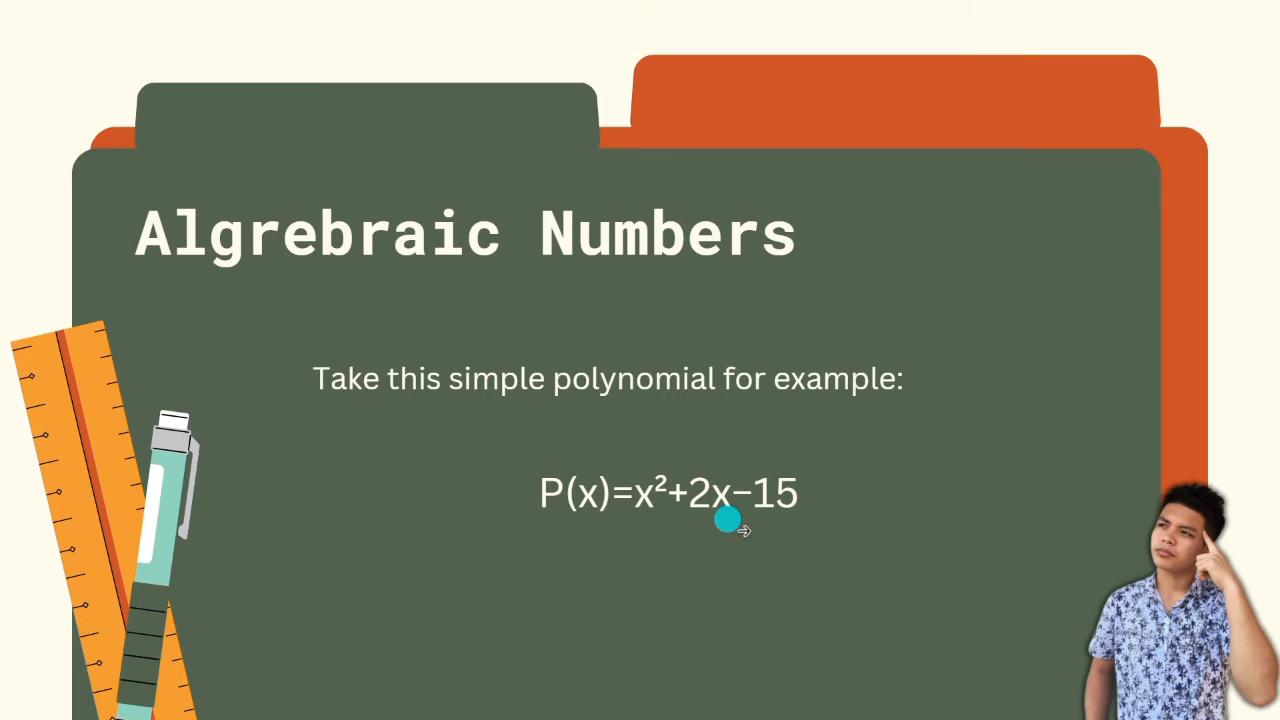 Algrebraic Numbers
Take this simple polynomial for example:
P(x)=x²+2x−15